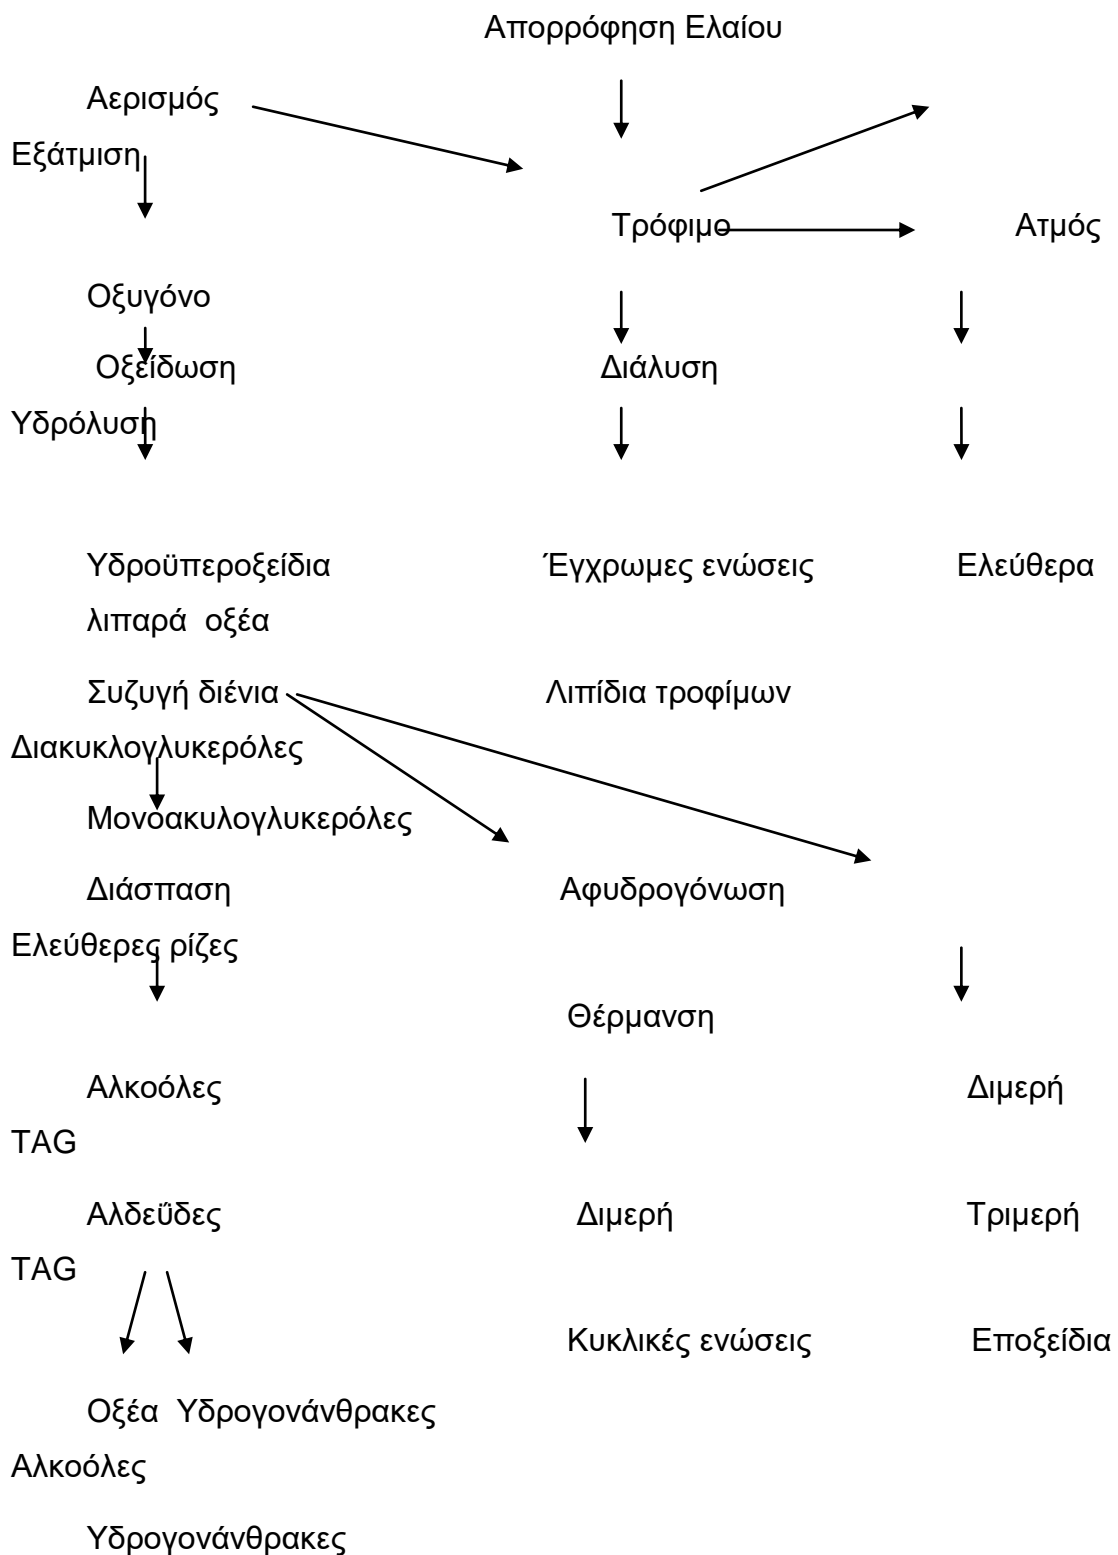 Απορρόφηση Ελαίου
Αερισμός
Εξάτμιση
Τρόφιμο Ατμός
Οξυγόνο
Οξείδωση Διάλυση
Υδρόλυση
Υδροϋπεροξείδια Έγχρωμες ενώσεις Ελεύθερα
λιπαρά οξέα
Συζυγή διένια Λιπίδια τροφίμων
Διακυκλογλυκερόλες
Μονοακυλογλυκερόλες
Διάσπαση Αφυδρογόνωση
Ελεύθερες ρίζες
Θέρμανση
Αλκοόλες Διμερή
TAG
Αλδεΰδες Διμερή Τριμερή
TAG
Κυκλικές ενώσεις Εποξείδια
Οξέα Υδρογονάνθρακες
Αλκοόλες
Υδρογονάνθρακες